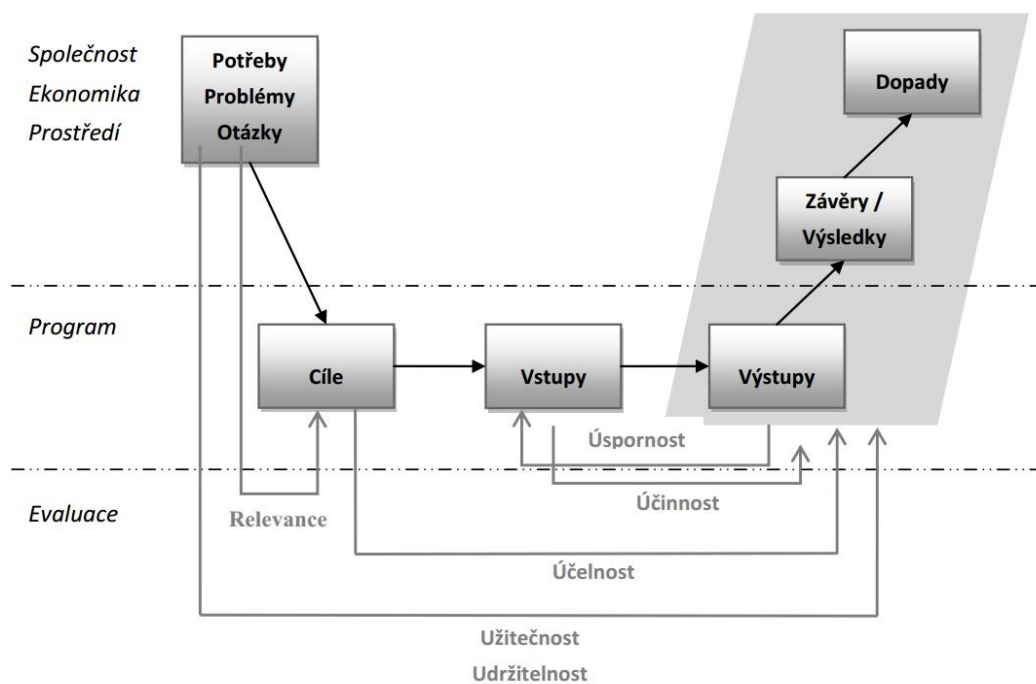 Společnost
Ekonomika
Prostředí
Potřeby
Problémy
Otázky
Dopady
Závěry /
Výsledky
Program
Cíle
Vstupy
Výstupy
Úspornost
Evaluace
Relevance
Účinnost
Účelnost
Užitečnost
Udržitelnost